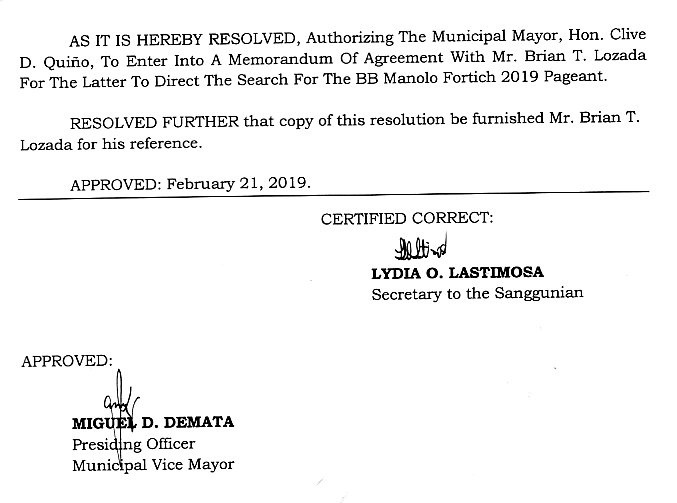 AS IT IS HEREBY RESOLVED, Authorizing The Municipal Mayor, Hon. Clive
D. Quiño, To Enter Into A Memorandum Of Agreement With Mr. Brian T. Lozada
For The Latter To Direct The Search For The BB Manolo Fortich 2019 Pageant.
RESOLVED FURTHER that copy of this resolution be furnished Mr. Brian T.
Lozada for his reference.
APPROVED: February 21, 2019.
CERTIFIED CORRECT:
LYDIA O. LASTIMOSA
Secretary to the Sanggunian
APPROVED:
MIGUEL D. DEMATA
Presiding Officer
Municipal Vice Mayor